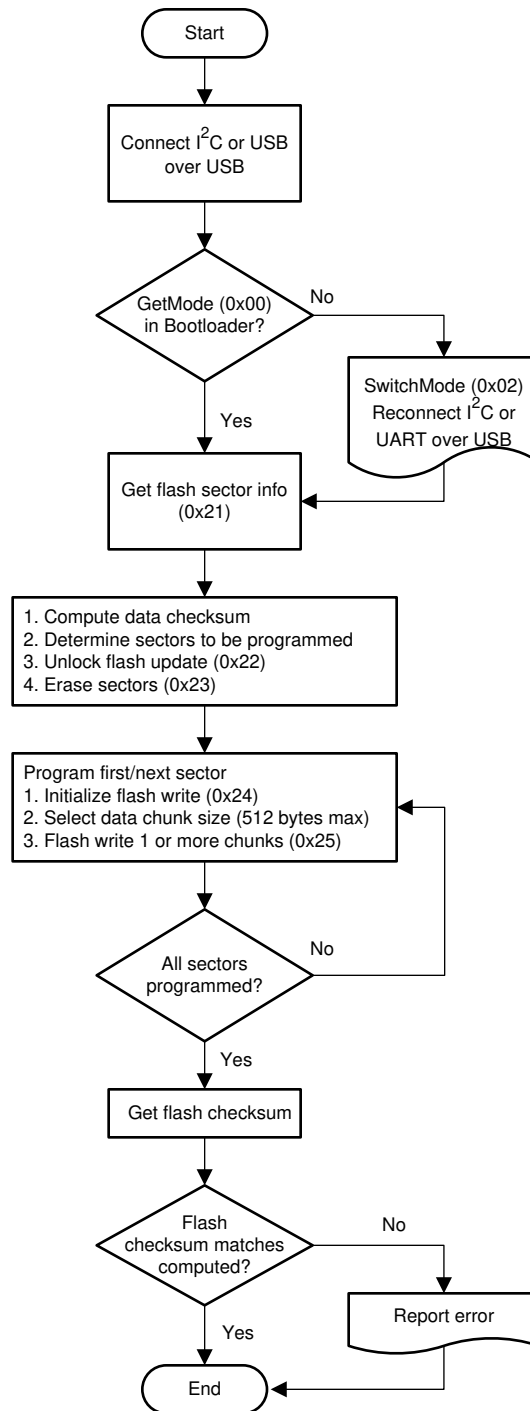 Start
Connect I²C or USB
over USB
GetMode (0x00)
in Bootloader?
No
SwitchMode (0x02)
Reconnect I²C or
UART over USB
Yes
Get flash sector info
(0x21)
1. Compute data checksum
2. Determine sectors to be programmed
3. Unlock flash update (0x22)
4. Erase sectors (0x23)
Program first/next sector
1. Initialize flash write (0x24)
2. Select data chunk size (512 bytes max)
3. Flash write 1 or more chunks (0x25)
No
All sectors
programmed?
Yes
Get flash checksum
Flash
checksum matches
computed?
No
Report error
Yes
End